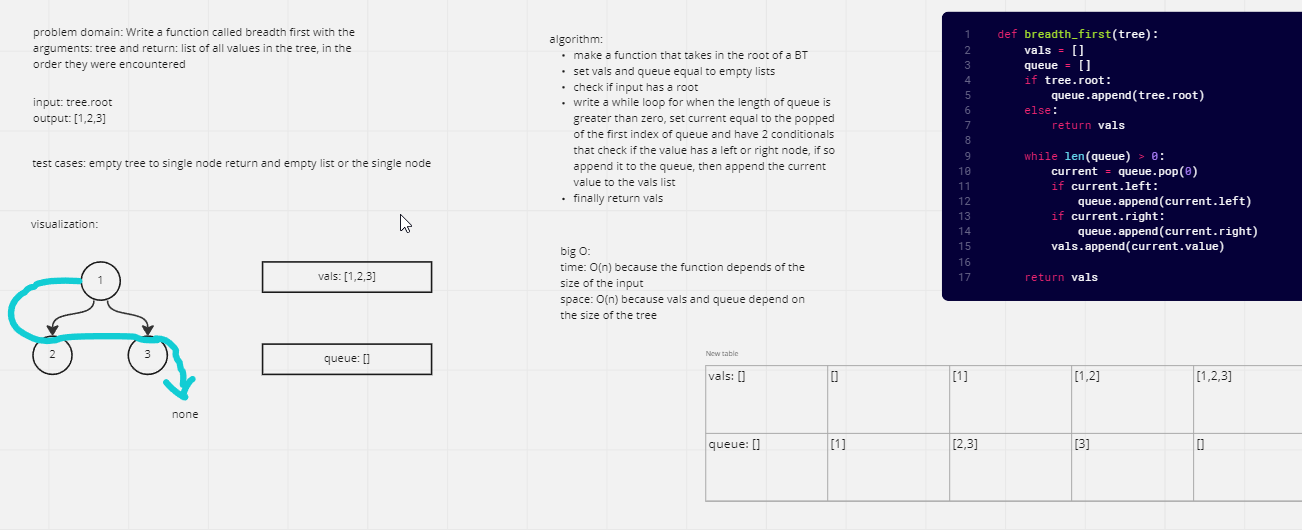 problem domain: Write a function called breadth first with the
arguments: tree and return: list of all values in the tree, in the
order they were encountered
input: tree.root
output: [1,2,3]
test cases: empty tree to single node return and empty list or the single node
visualization:
1
2
3
none
vals: [1,2,3]
queue: []
algorithm:
• make a function that takes in the root of a BT
• set vals and queue equal to empty lists
• check if input has a root
• write a while loop for when the length of queue is
greater than zero, set current equal to the popped
of the first index of queue and have 2 conditionals
that check if the value has a left or right node, if so
append it to the queue, then append the current
value to the vals list
• finally return vals
big O:
time: O(n) because the function depends of the
size of the input
space: O(n) because vals and queue depend on
the size of the tree
1 def breadth_first(tree):
2 vals = []
3 queue = []
4 if tree.root:
5 queue.append(tree.root)
6 else:
7 return vals
8
9 while len(queue) > 0:
10 current = queue.pop(0)
11 if current.left:
12 queue.append(current.left)
13 if current.right:
14 queue.append(current.right)
15 vals.append(current.value)
16
17 return vals
New table
vals: [] [] [1] [1,2] [1,2,3]
queue: [] [1] [2,3] [3] []